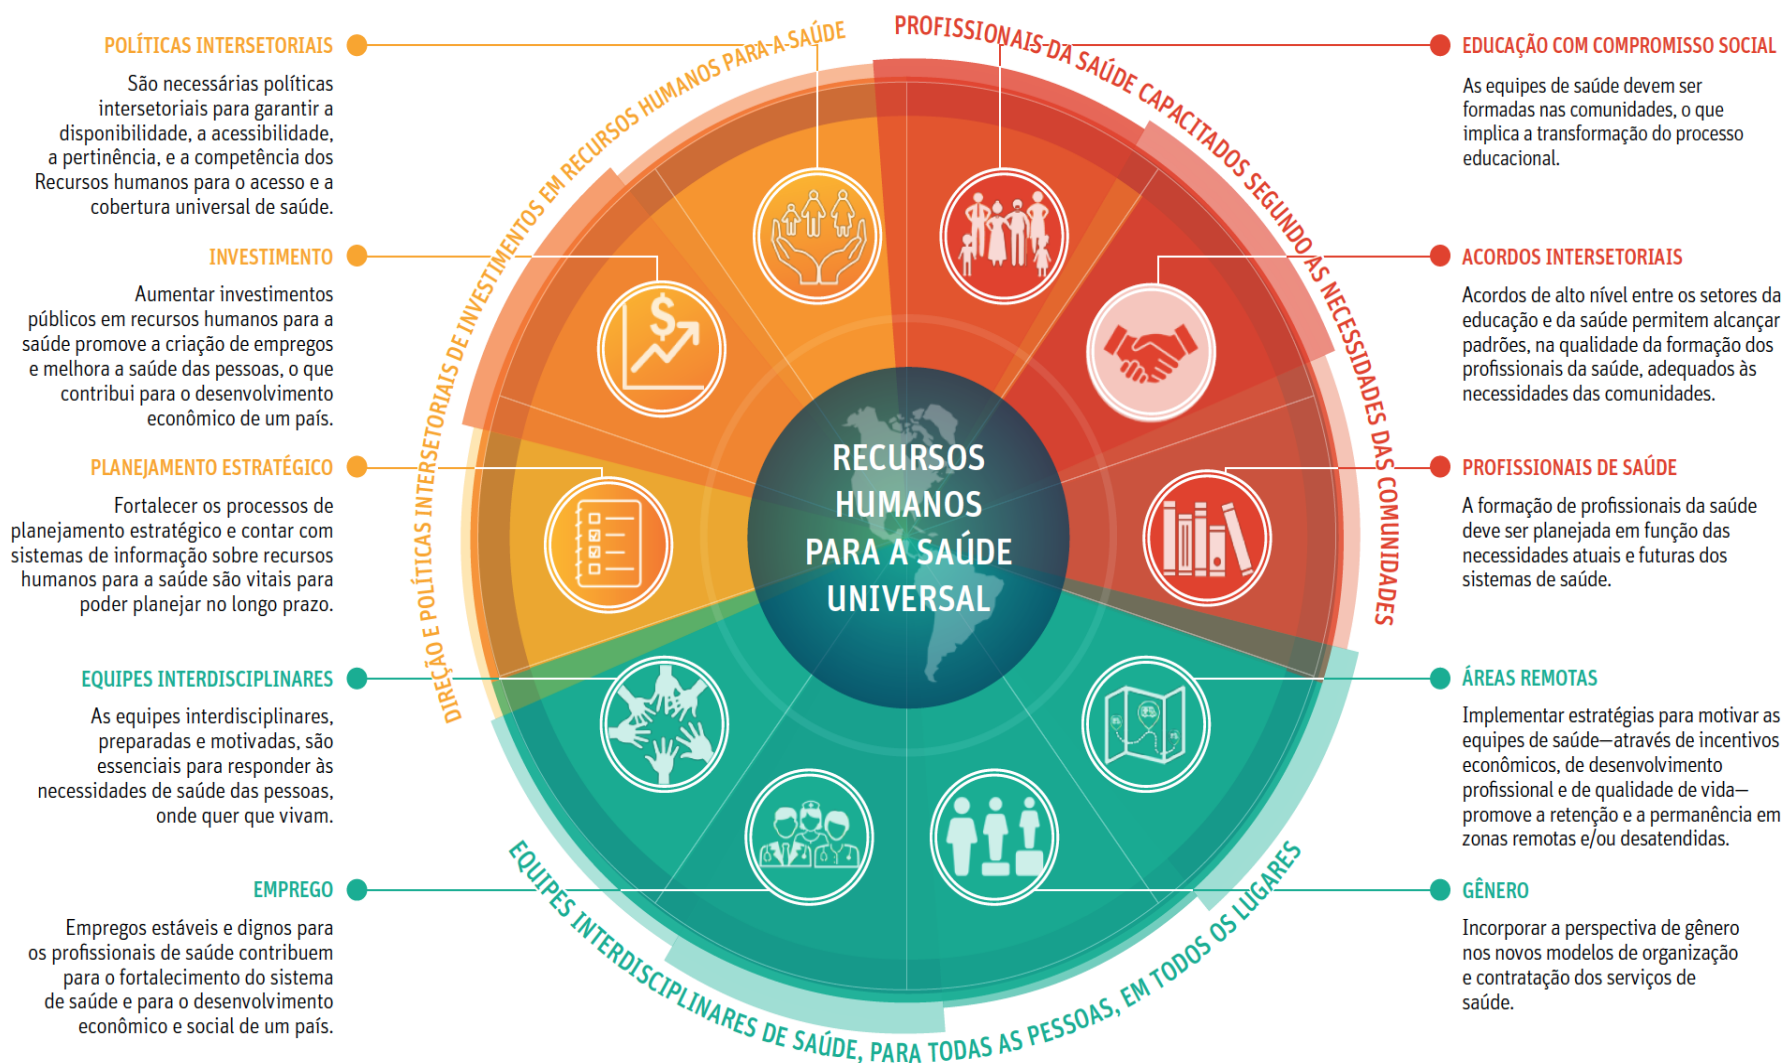 POLÍTICAS INTERSETORIAIS
São necessárias políticas
intersetoriais para garantir a
disponibilidade, a acessibilidade,
a pertinência, e a competência dos
Recursos humanos para o acesso e a
cobertura universal de saúde.
INVESTIMENTO
Aumentar investimentos
públicos em recursos humanos para a
saúde promove a criação de empregos
e melhora a saúde das pessoas, o que
contribui para o desenvolvimento
econômico de um país.
PLANEJAMENTO ESTRATÉGICO
Fortalecer os processos de
planejamento estratégico e contar com
sistemas de informação sobre recursos
humanos para a saúde são vitais para
poder planejar no longo prazo.
EQUIPES INTERDISCIPLINARES
As equipes interdisciplinares,
preparadas e motivadas, são
essenciais para responder às
necessidades de saúde das pessoas,
onde quer que vivam.
EMPREGO
Empregos estáveis e dignos para
os profissionais de saúde contribuem
para o fortalecimento do sistema
de saúde e para o desenvolvimento
econômico e social de um país.
DIREÇÃO E POLÍTICAS INTERSETORIAIS DE INVESTIMENTOS EM RECURSOS HUMANOS PARA A SAÚDE
PROFISSIONAIS DA SAÚDE CAPACITADOS SEGUNDO AS NECESSIDADES DAS COMUNIDADES
$
RECURSOS
HUMANOS
PARA A SAÚDE
UNIVERSAL
EQUIPES INTERDISCIPLINARES DE SAÚDE, PARA TODAS AS PESSOAS, EM TODOS OS LUGARES
EDUCAÇÃO COM COMPROMISSO SOCIAL
As equipes de saúde devem ser
formadas nas comunidades, o que
implica a transformação do processo
educacional.
ACORDOS INTERSETORIAIS
Acordos de alto nível entre os setores da
educação e da saúde permitem alcançar
padrões, na qualidade da formação dos
profissionais da saúde, adequados às
necessidades das comunidades.
PROFISSIONAIS DE SAÚDE
A formação de profissionais da saúde
deve ser planejada em função das
necessidades atuais e futuras dos
sistemas de saúde.
ÁREAS REMOTAS
Implementar estratégias para motivar as
equipes de saúde—através de incentivos
econômicos, de desenvolvimento
profissional e de qualidade de vida—
promove a retenção e a permanência em
zonas remotas e/ou desatendidas.
GÊNERO
Incorporar a perspectiva de gênero
nos novos modelos de organização
e contratação dos serviços de
saúde.